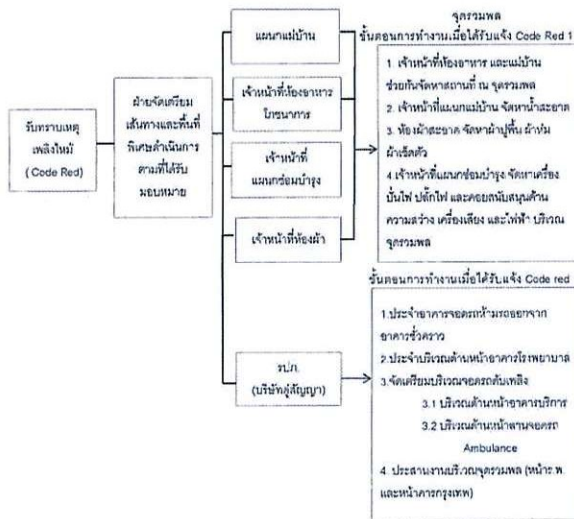 รับทราบเหตุ
เพลิงไหม้
(Code Red)
ฝ่ายจัดเตรียม
เส้นทางและพื้นที่
พิเศษดำเนินการ
ตามที่ได้รับ
มอบหมาย
แผนกแม่บ้าน
เจ้าหน้าที่ห้องอาหาร
โภชนาการ
เจ้าหน้าที่
แผนกซ่อมบำรุง
เจ้าหน้าที่ห้องผ้า
รปภ.
(บริษัทคู่สัญญา)
จุดรวมพล
ขั้นตอนการทำงานเมื่อได้รับแจ้ง Code Red 1
1. เจ้าหน้าที่ห้องอาหาร และแม่บ้าน
ช่วยกันจัดหาสถานที่ ณ จุดรวมพล
2. เจ้าหน้าที่แผนกแม่บ้าน จัดหาน้ำสะอาด
3. ห้องผ้าสะอาด จัดหาผ้าปูพื้น ผ้าห่ม
ผ้าเช็ดตัว
4.เจ้าหน้าที่แผนกซ่อมบำรุง จัดหาเครื่อง
ปั่นไฟ ปลั๊กไฟ และคอยสนับสนุนด้าน
ความสว่าง เครื่องเสียง และไฟฟ้า บริเวณ
จุดรวมพล
ขั้นตอนการทำงานเมื่อได้รับแจ้ง Code red
1.ประจำอาคารจอดรถห้ามรถออกจาก
อาคารชั่วคราว
2.ประจำบริเวณด้านหน้าอาคารโรงพยาบาล
3.จัดเตรียมบริเวณจอดรถดับเพลิง
3.1 บริเวณด้านหน้าอาคารบริการ
3.2 บริเวณด้านหน้าลานจอดรถ
Ambulance
4. ประสานงานบริเวณจุดรวมพล (หน้าร.พ.
และหน้าคารกรุงเทพ)